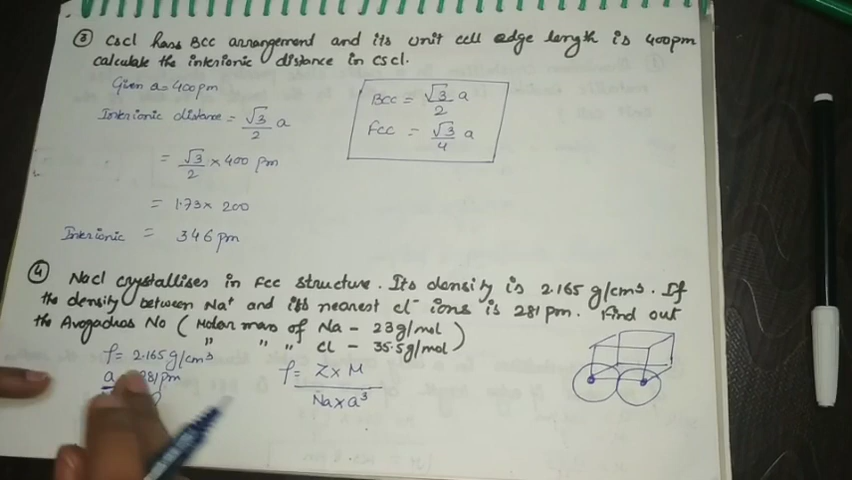 ③ Cscl has BCC arrangement and its unit cell edge length is 400pm
calculate the interionic distance in cscl.
Given a = 400pm
Interionic distance = √3/2 a
= √3/2 × 400 pm
= 1.73 × 200
Interionic = 346 pm
BCC = √3/2 a
FCC = √3/4 a
④ Nacl crystallises in FCC structure. Its density is 2.165 g/cm³. If
the density between Na⁺ and its nearest cl⁻ ions is 281 pm. Find out
the Avogadros No (Molar mass of Na - 23g/mol)
" " " Cl - 35.5g/mol)
f = 2.165 g/cm³
a 281pm
f = Z × M / Na × a³